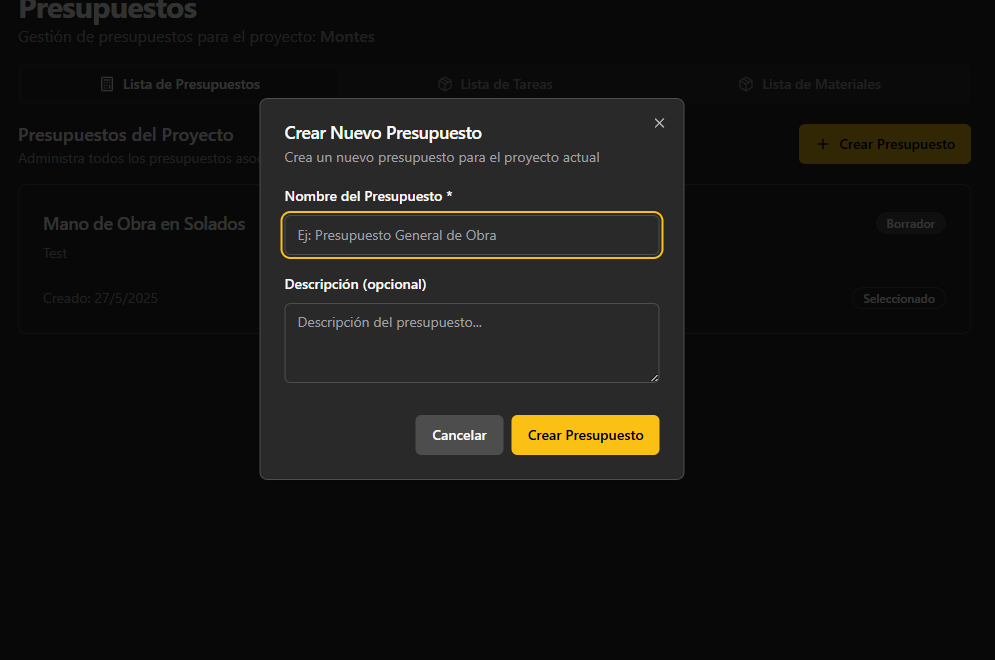 Presupuestos
Gestión de presupuestos para el proyecto: Montes
Lista de Presupuestos
Lista de Tareas
Lista de Materiales
Presupuestos del Proyecto
Administra todos los presupuestos
Crear Presupuesto
Mano de Obra en Solados
Borrador
Test
Creado: 27/5/2025
Seleccionado
Crear Nuevo Presupuesto
Crea un nuevo presupuesto para el proyecto actual
Nombre del Presupuesto *
Ej: Presupuesto General de Obra
Descripción (opcional)
Descripción del presupuesto...
Cancelar
Crear Presupuesto